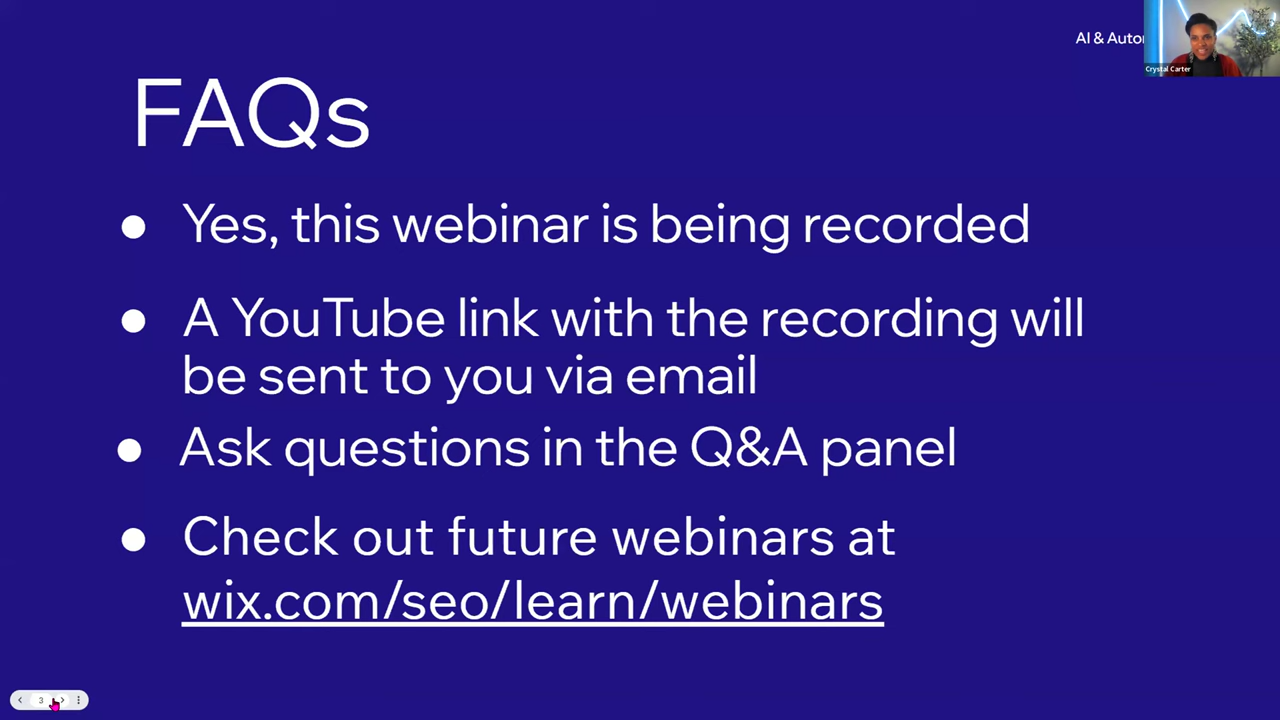 AI & Autom
Crystal Carter
FAQs
● Yes, this webinar is being recorded
● A YouTube link with the recording will
be sent to you via email
● Ask questions in the Q&A panel
● Check out future webinars at
wix.com/seo/learn/webinars
3